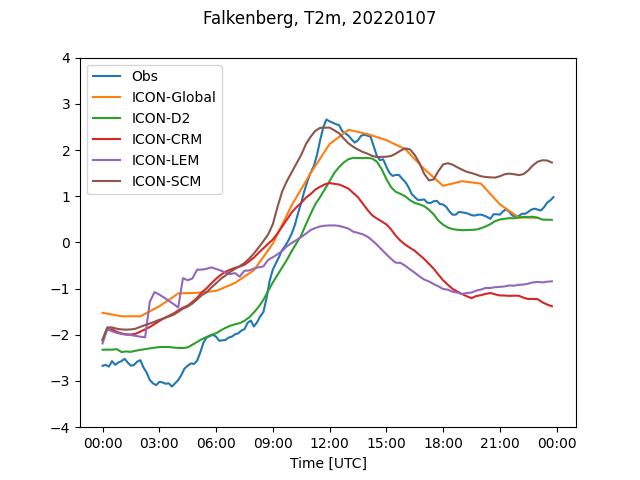 Falkenberg, T2m, 20220107
4
3
2
1
0
−1
−2
−3
−4
Obs
ICON-Global
ICON-D2
ICON-CRM
ICON-LEM
ICON-SCM
00:00 03:00 06:00 09:00 12:00 15:00 18:00 21:00 00:00
Time [UTC]